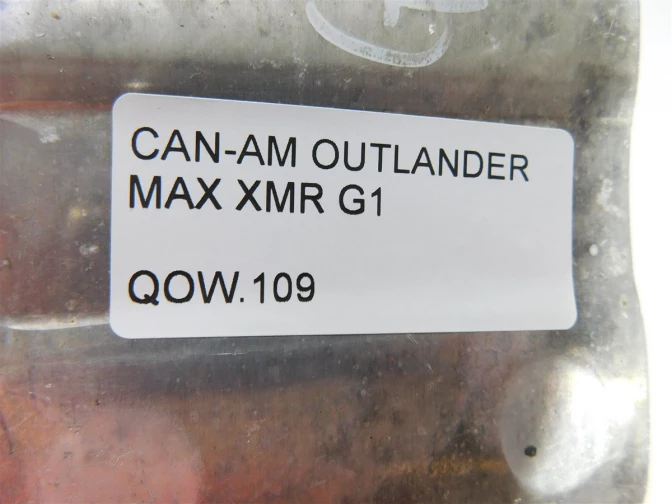 CAN-AM OUTLANDER
MAX XMR G1
QOW.109